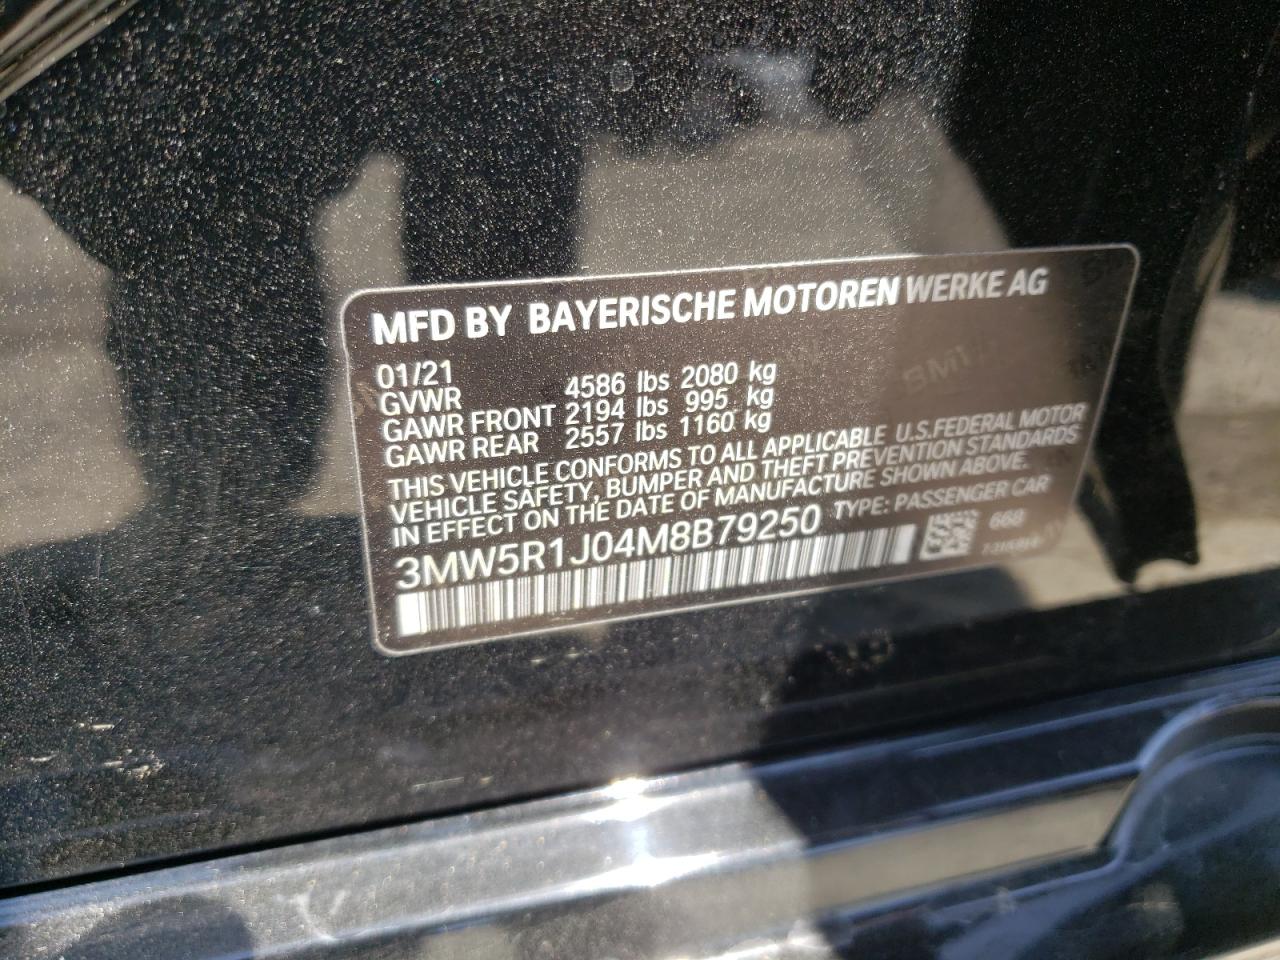 MFD BY BAYERISCHE MOTOREN WERKE AG
01/21
GVWR 4586 lbs 2080 kg
GAWR FRONT 2194 lbs 995 kg
GAWR REAR 2557 lbs 1160 kg
THIS VEHICLE CONFORMS TO ALL APPLICABLE U.S.FEDERAL MOTOR
VEHICLE SAFETY, BUMPER AND THEFT PREVENTION STANDARDS
IN EFFECT ON THE DATE OF MANUFACTURE SHOWN ABOVE.
3MW5R1J04M8B79250 TYPE: PASSENGER CAR
668